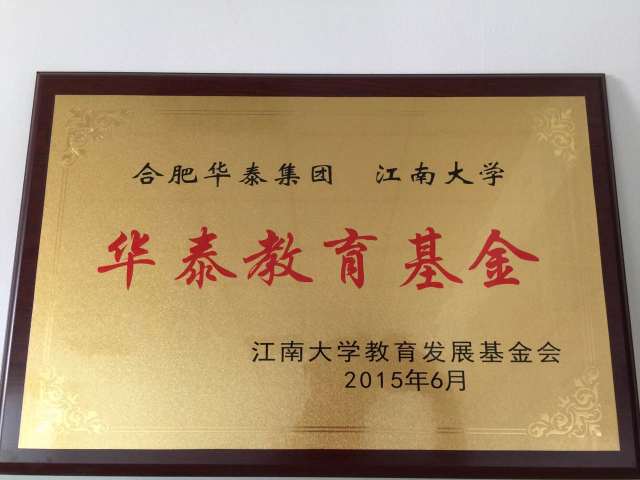 合肥华泰集团 江南大学
华泰教育基金
江南大学教育发展基金会
2015年6月